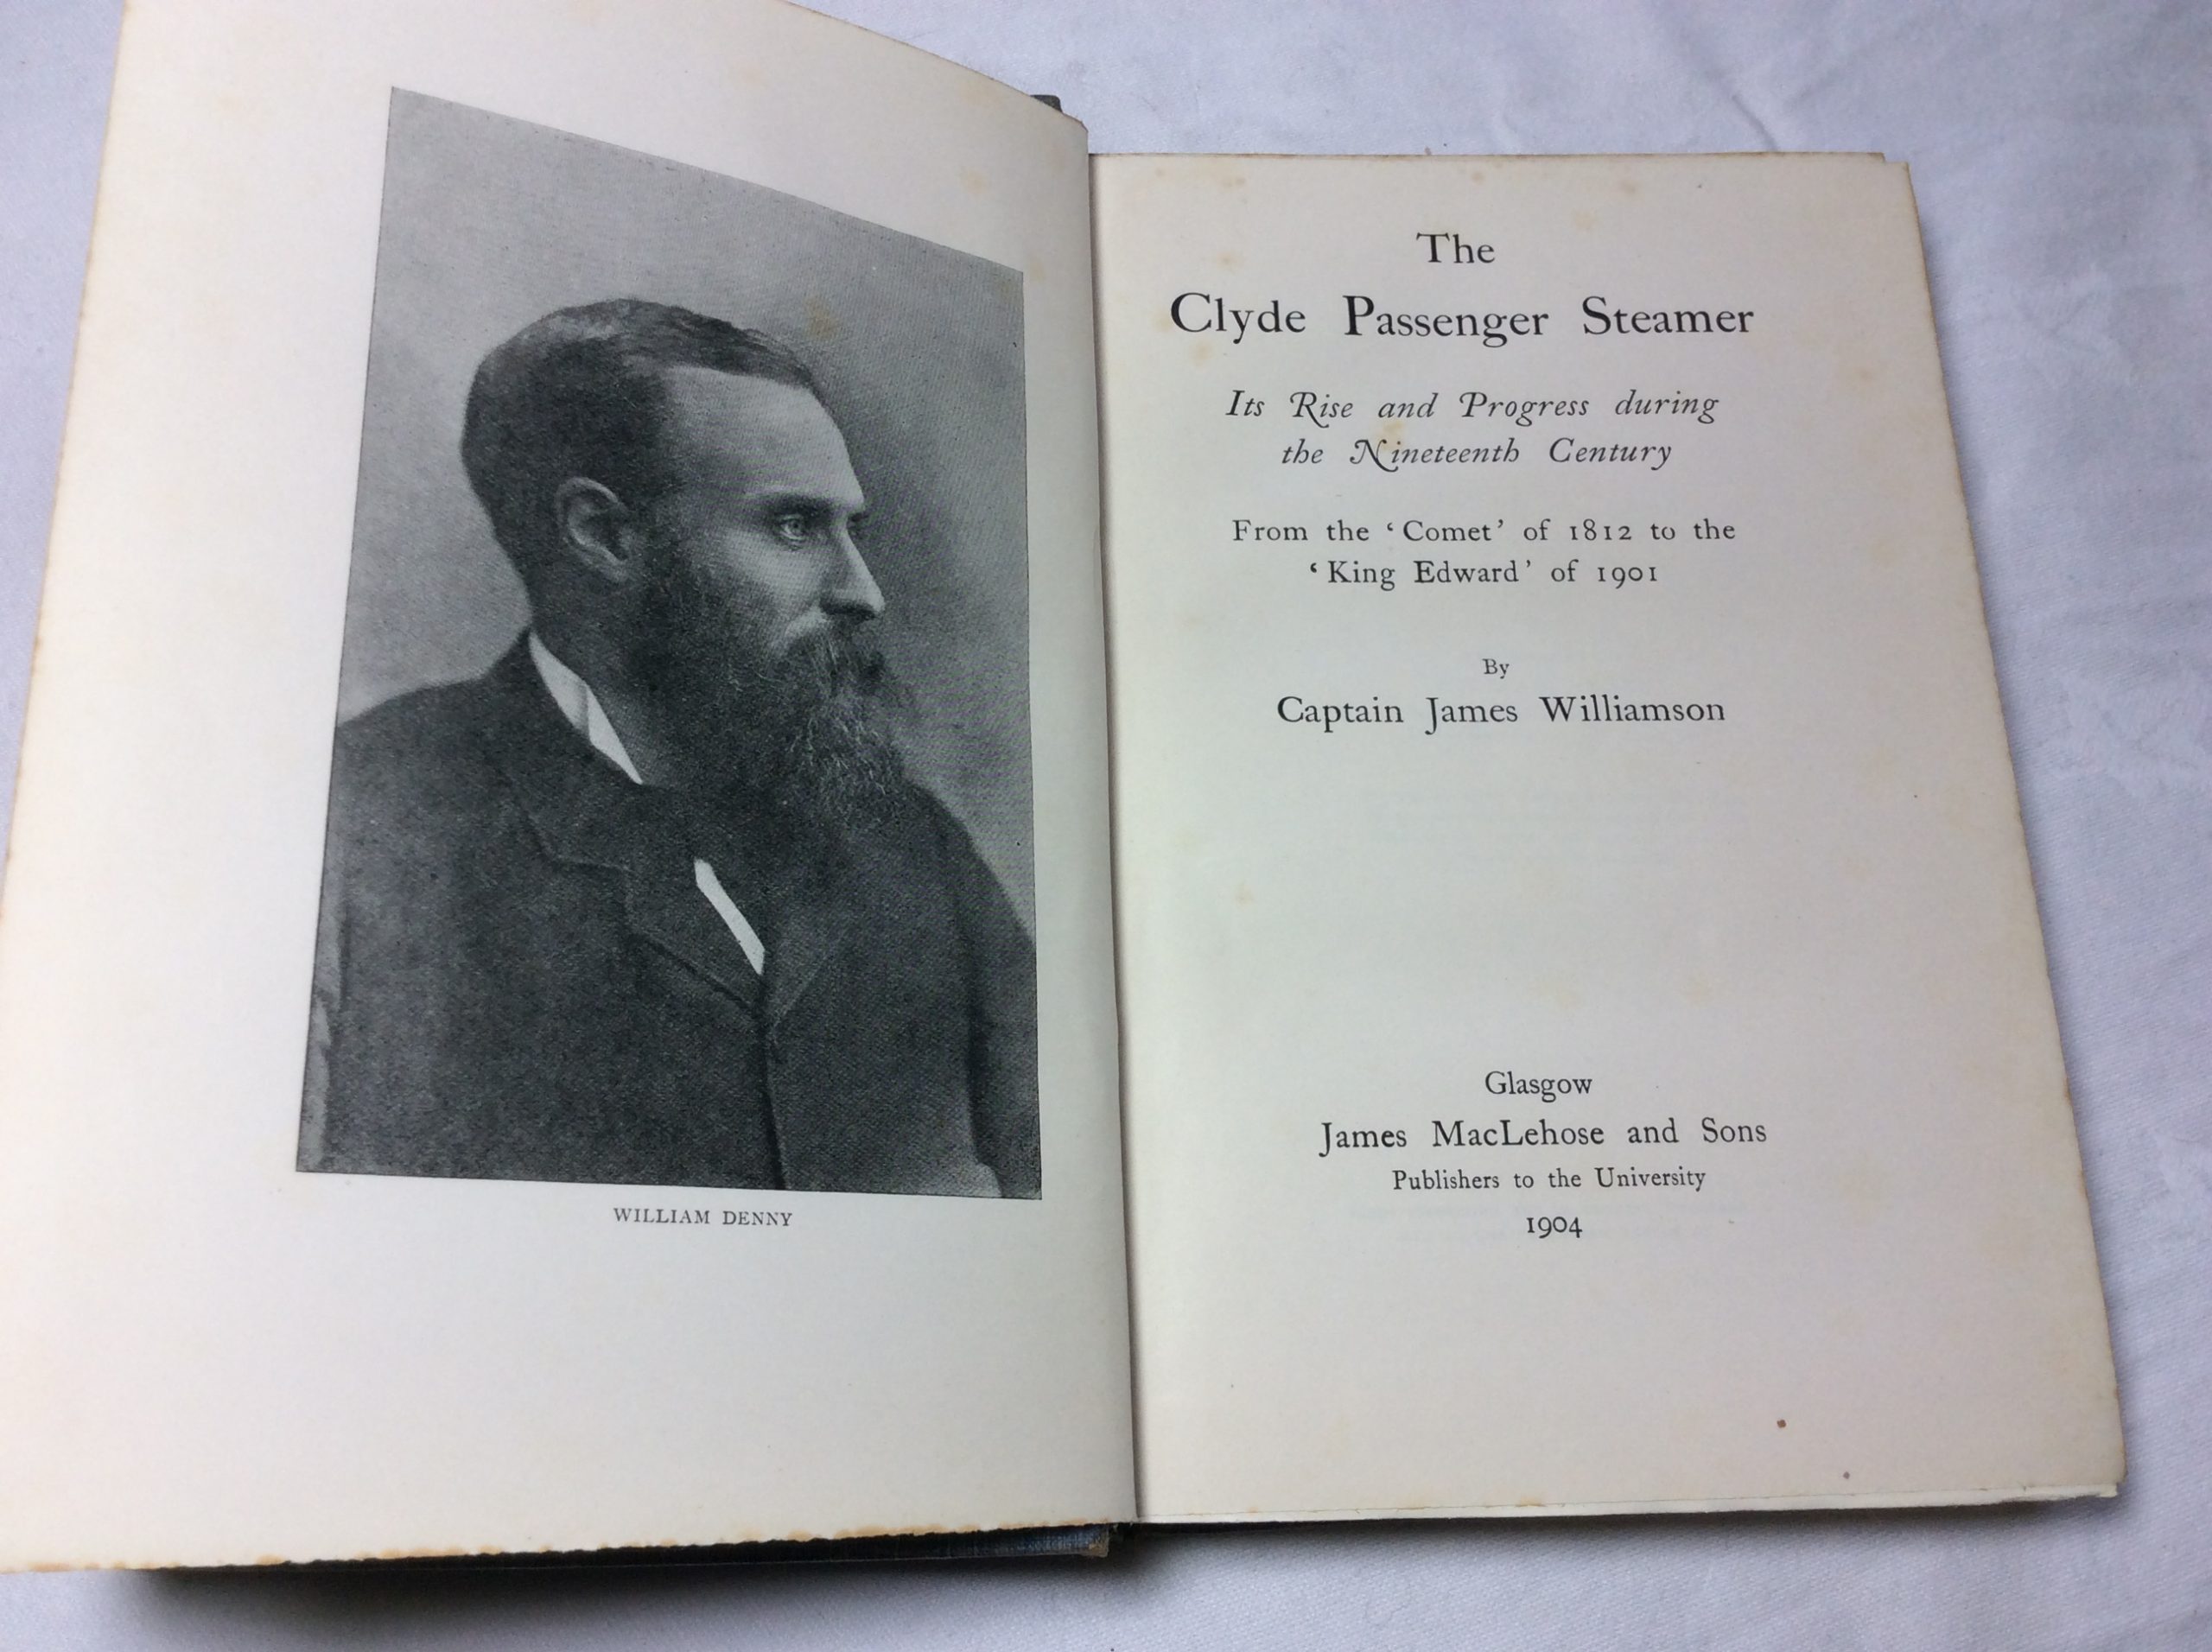 WILLIAM DENNY
The
Clyde Passenger Steamer
Its Rise and Progress during
the Nineteenth Century
From the ‘Comet’ of 1812 to the
‘King Edward’ of 1901
By
Captain James Williamson
Glasgow
James MacLehose and Sons
Publishers to the University
1904